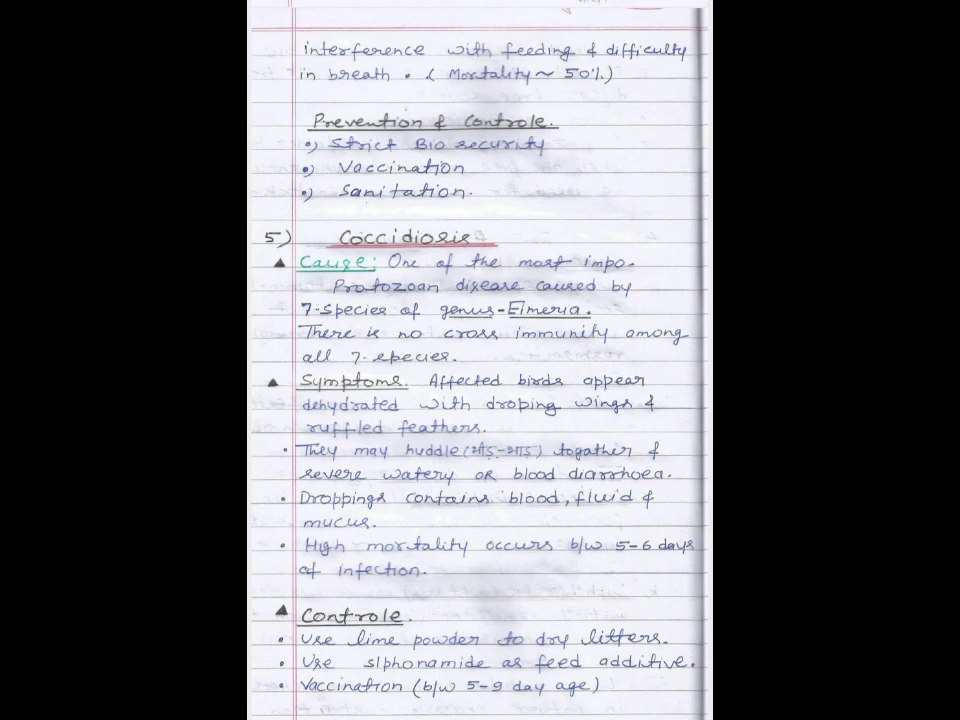 interference with feeding & difficulty
in breath. ( Mortality ~ 50%)
Prevention & Controle.
•) Strict Bio security
•) Vaccination
•) Sanitation.
5) Coccidiosis
▲ Cause: One of the most impo.
Protozoan disease caused by
7-species of genus-Eimeria.
There is no cross immunity among
all 7-species.
▲ Symptoms. Affected birds appear
dehydrated with droping wings &
ruffled feathers.
• They may huddle (भीड़-भाड़) togather &
severe watery or blood diarrhoea.
• Droppings contains blood, fluid &
mucus.
• High mortality occurs b/w 5-6 days
of infection.
▲ Controle.
• Use lime powder to dry litters.
• Use slphonamide as feed additive.
• Vaccination (b/w 5-9 day age)